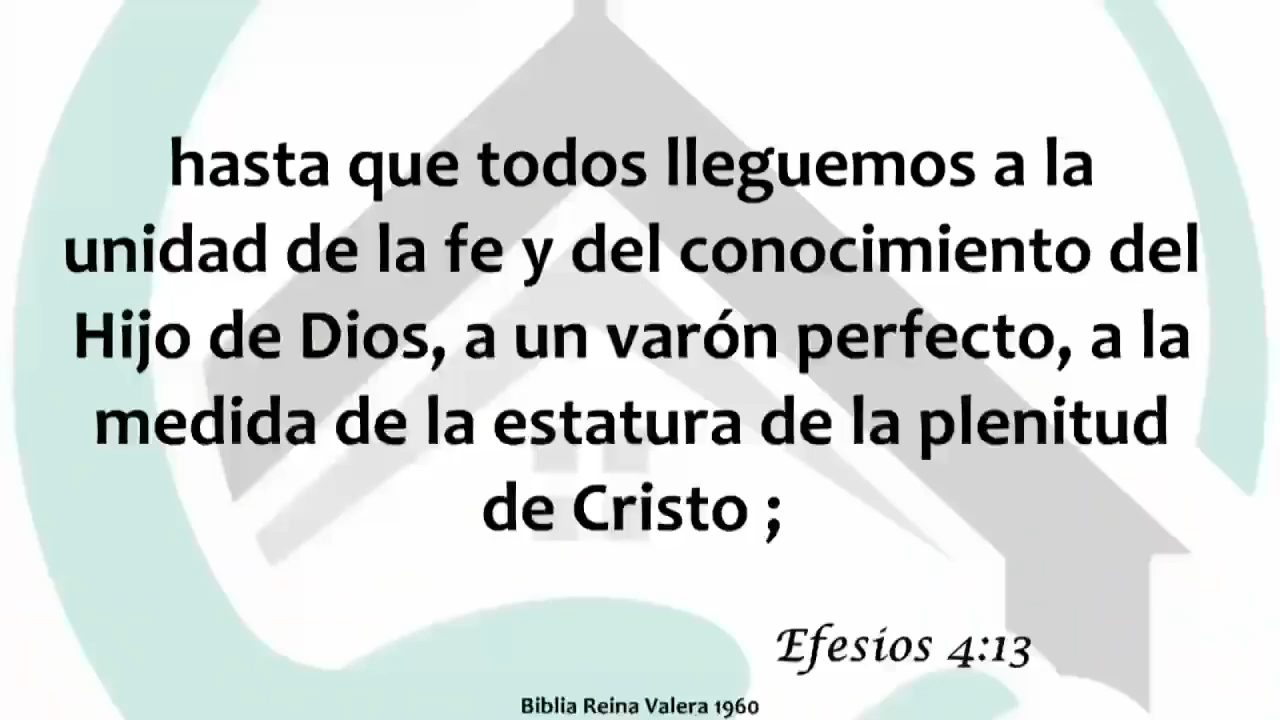 hasta que todos lleguemos a la
unidad de la fe y del conocimiento del
Hijo de Dios, a un varón perfecto, a la
medida de la estatura de la plenitud
de Cristo ;
Efesios 4:13
Biblia Reina Valera 1960